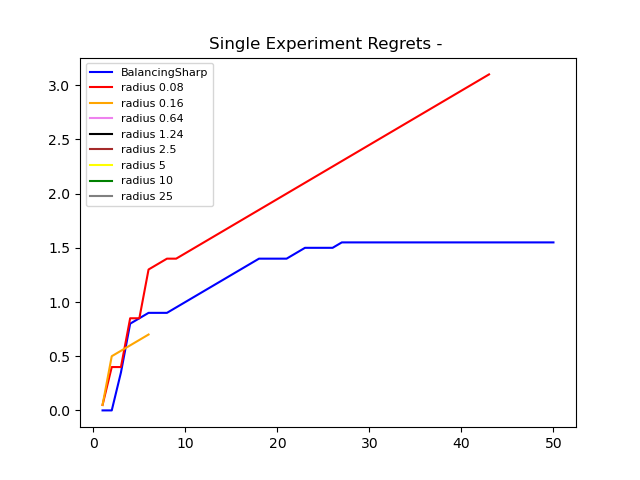 Single Experiment Regrets -
BalancingSharp
radius 0.08
radius 0.16
radius 0.64
radius 1.24
radius 2.5
radius 5
radius 10
radius 25
3.0
2.5
2.0
1.5
1.0
0.5
0.0
0 10 20 30 40 50